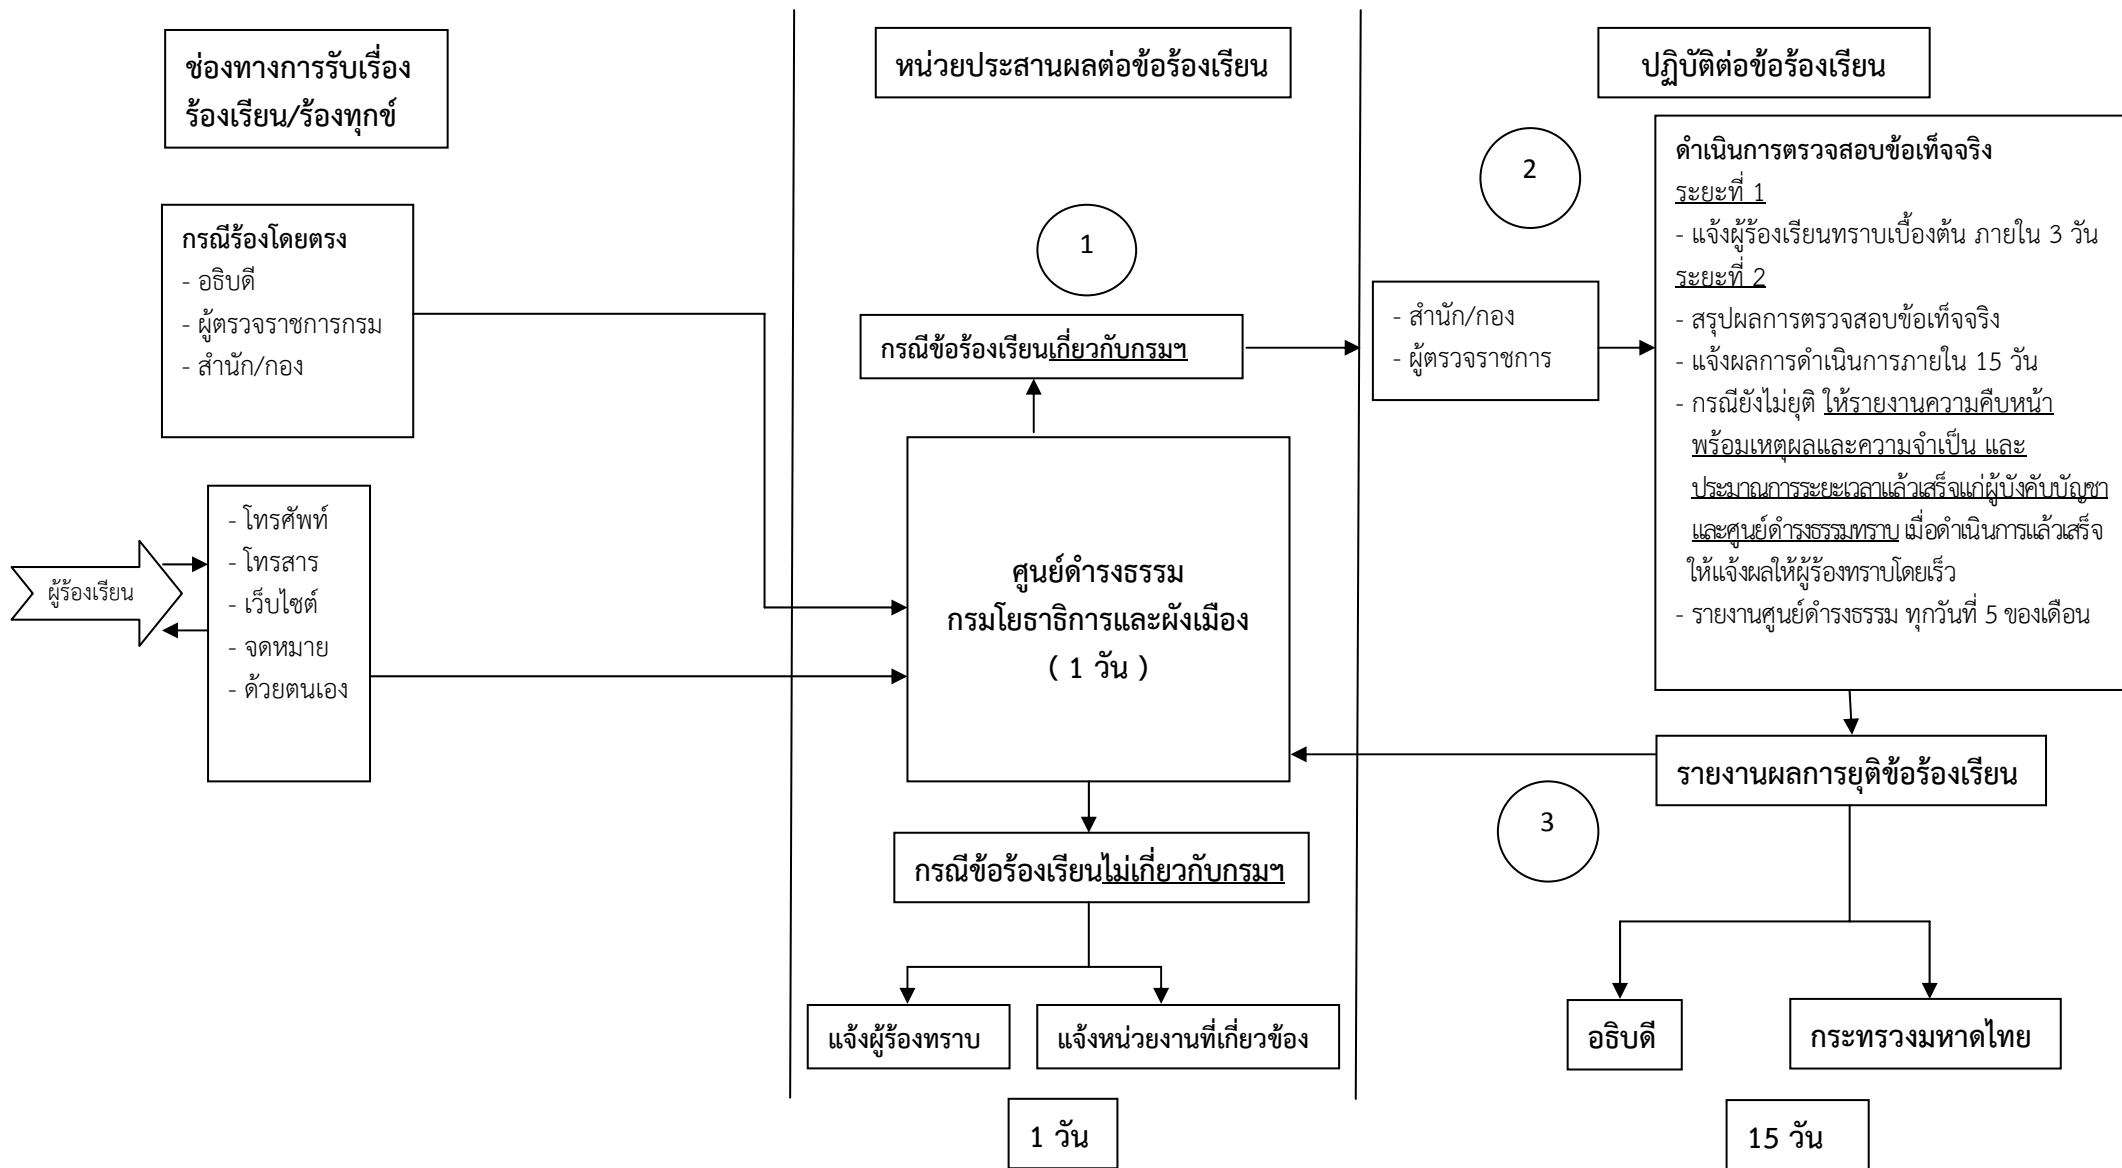 ช่องทางการรับเรื่อง
ร้องเรียน/ร้องทุกข์
หน่วยประสานผลต่อข้อร้องเรียน
ปฏิบัติต่อข้อร้องเรียน
กรณีร้องโดยตรง
- อธิบดี
- ผู้ตรวจราชการกรม
- สำนัก/กอง
ผู้ร้องเรียน
- โทรศัพท์
- โทรสาร
- เว็บไซต์
- จดหมาย
- ด้วยตนเอง
1
กรณีข้อร้องเรียนเกี่ยวกับกรมฯ
ศูนย์ดำรงธรรม
กรมโยธาธิการและผังเมือง
( 1 วัน )
กรณีข้อร้องเรียนไม่เกี่ยวกับกรมฯ
แจ้งผู้ร้องทราบ
แจ้งหน่วยงานที่เกี่ยวข้อง
1 วัน
2
- สำนัก/กอง
- ผู้ตรวจราชการ
ดำเนินการตรวจสอบข้อเท็จจริง
ระยะที่ 1
- แจ้งผู้ร้องเรียนทราบเบื้องต้น ภายใน 3 วัน
ระยะที่ 2
- สรุปผลการตรวจสอบข้อเท็จจริง
- แจ้งผลการดำเนินการภายใน 15 วัน
- กรณียังไม่ยุติ ให้รายงานความคืบหน้า
พร้อมเหตุผลและความจำเป็น และ
ประมาณการระยะเวลาแล้วเสร็จแก่ผู้บังคับบัญชา
และศูนย์ดำรงธรรมทราบ เมื่อดำเนินการแล้วเสร็จ
ให้แจ้งผลให้ผู้ร้องทราบโดยเร็ว
- รายงานศูนย์ดำรงธรรม ทุกวันที่ 5 ของเดือน
รายงานผลการยุติข้อร้องเรียน
3
อธิบดี
กระทรวงมหาดไทย
15 วัน